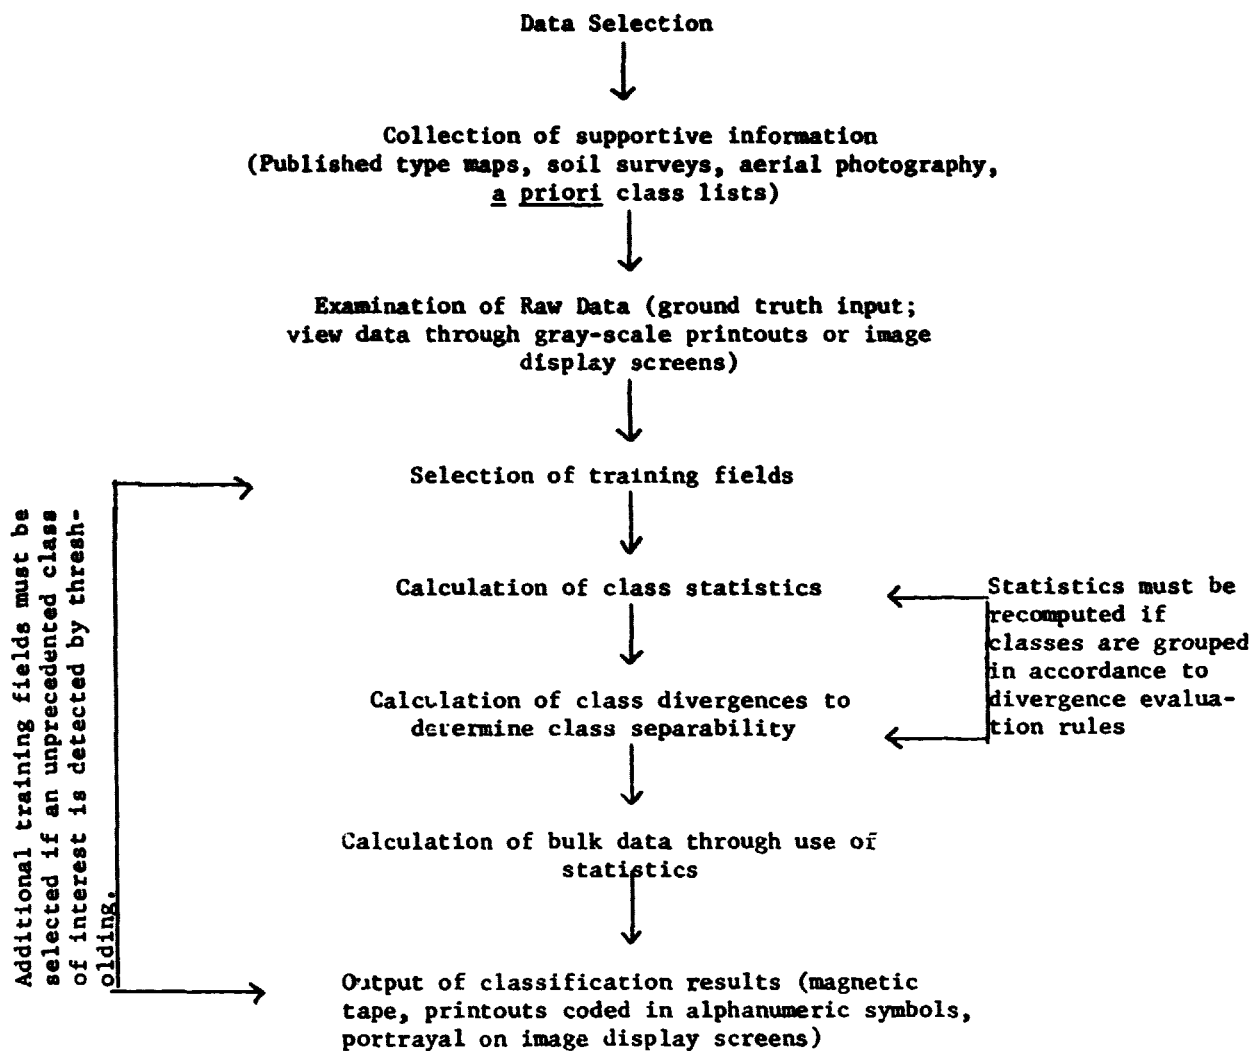 Data Selection
Collection of supportive information
(Published type maps, soil surveys, aerial photography,
a priori class lists)
Examination of Raw Data (ground truth input;
view data through gray-scale printouts or image
display screens)
Selection of training fields
Calculation of class statistics
Statistics must be
recomputed if
classes are grouped
in accordance to
divergence evalua-
tion rules
Calculation of class divergences to
determine class separability
Calculation of bulk data through use of
statistics
Output of classification results (magnetic
tape, printouts coded in alphanumeric symbols,
portrayal on image display screens)
Additional training fields must be
selected if an unprecedented class
of interest is detected by thresh-
olding.